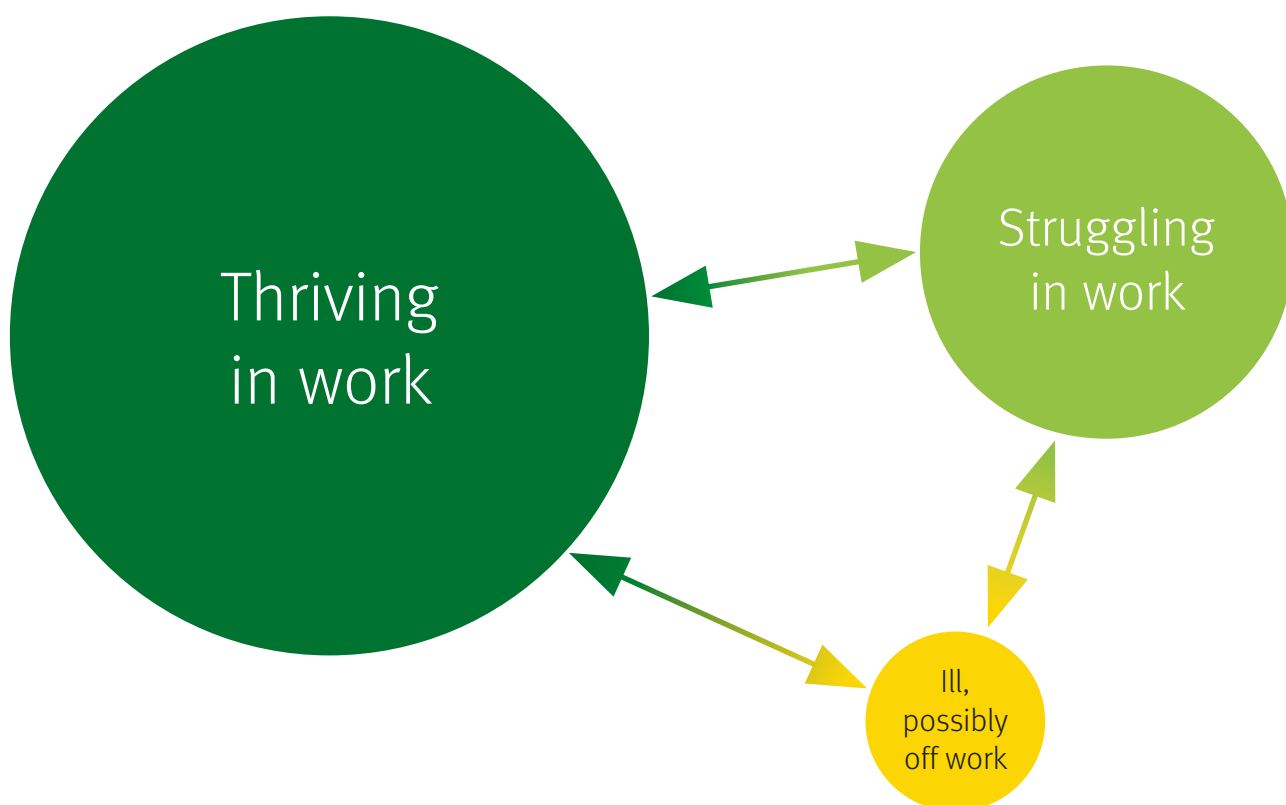 Thriving
in work
Struggling
in work
Ill,
possibly
off work